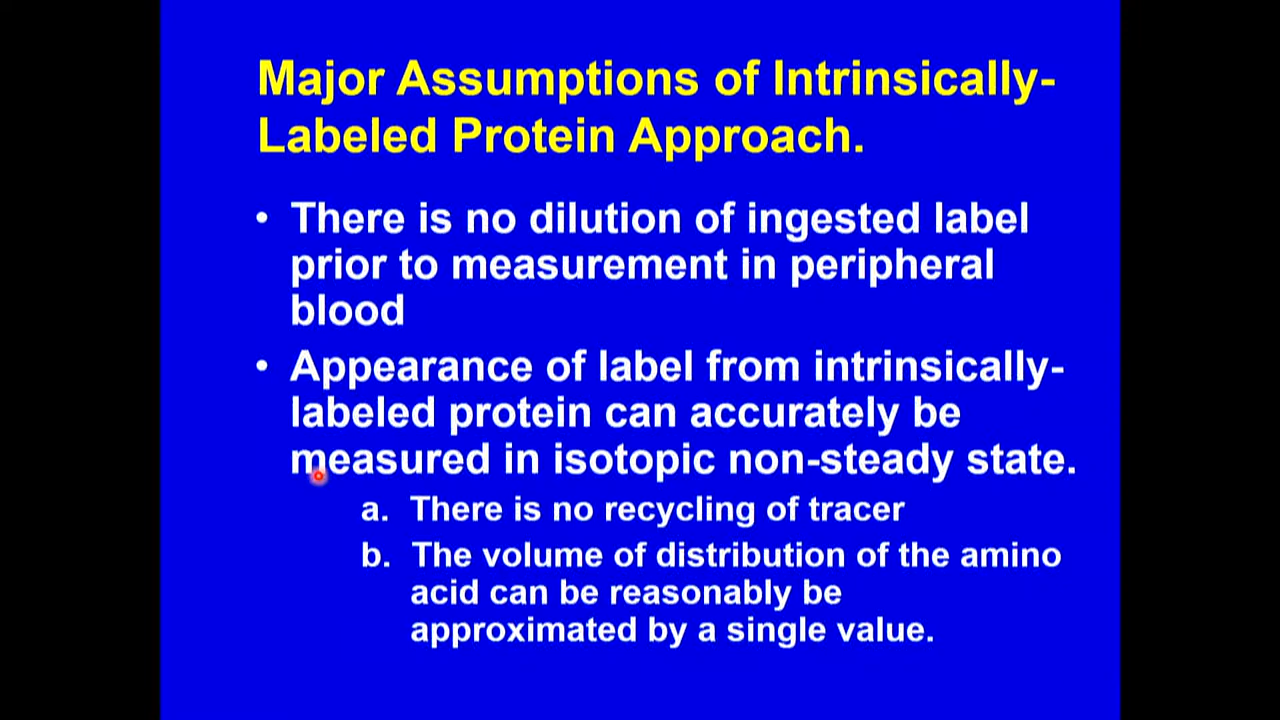 Major Assumptions of Intrinsically-
Labeled Protein Approach.
• There is no dilution of ingested label
prior to measurement in peripheral
blood
• Appearance of label from intrinsically-
labeled protein can accurately be
measured in isotopic non-steady state.
a. There is no recycling of tracer
b. The volume of distribution of the amino
acid can be reasonably be
approximated by a single value.